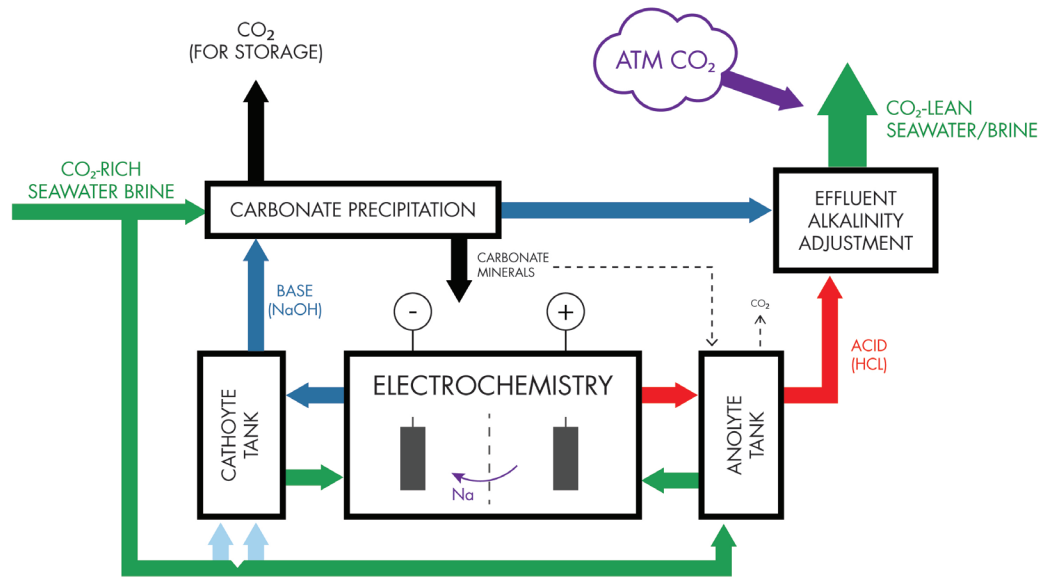 CO₂
(FOR STORAGE)
ATM CO₂
CO₂-LEAN
SEAWATER/BRINE
CO₂-RICH
SEAWATER BRINE
CARBONATE PRECIPITATION
EFFLUENT
ALKALINITY
ADJUSTMENT
CARBONATE
MINERALS
BASE
(NaOH)
-
+
CO₂
ACID
(HCL)
ELECTROCHEMISTRY
CATHOYTE
TANK
ANOLYTE
TANK
Na